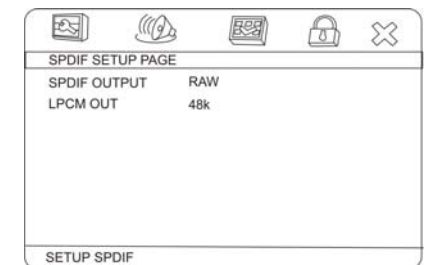 SPDIF SETUP PAGE
SPDIF OUTPUT RAW
LPCM OUT 48k
SETUP SPDIF